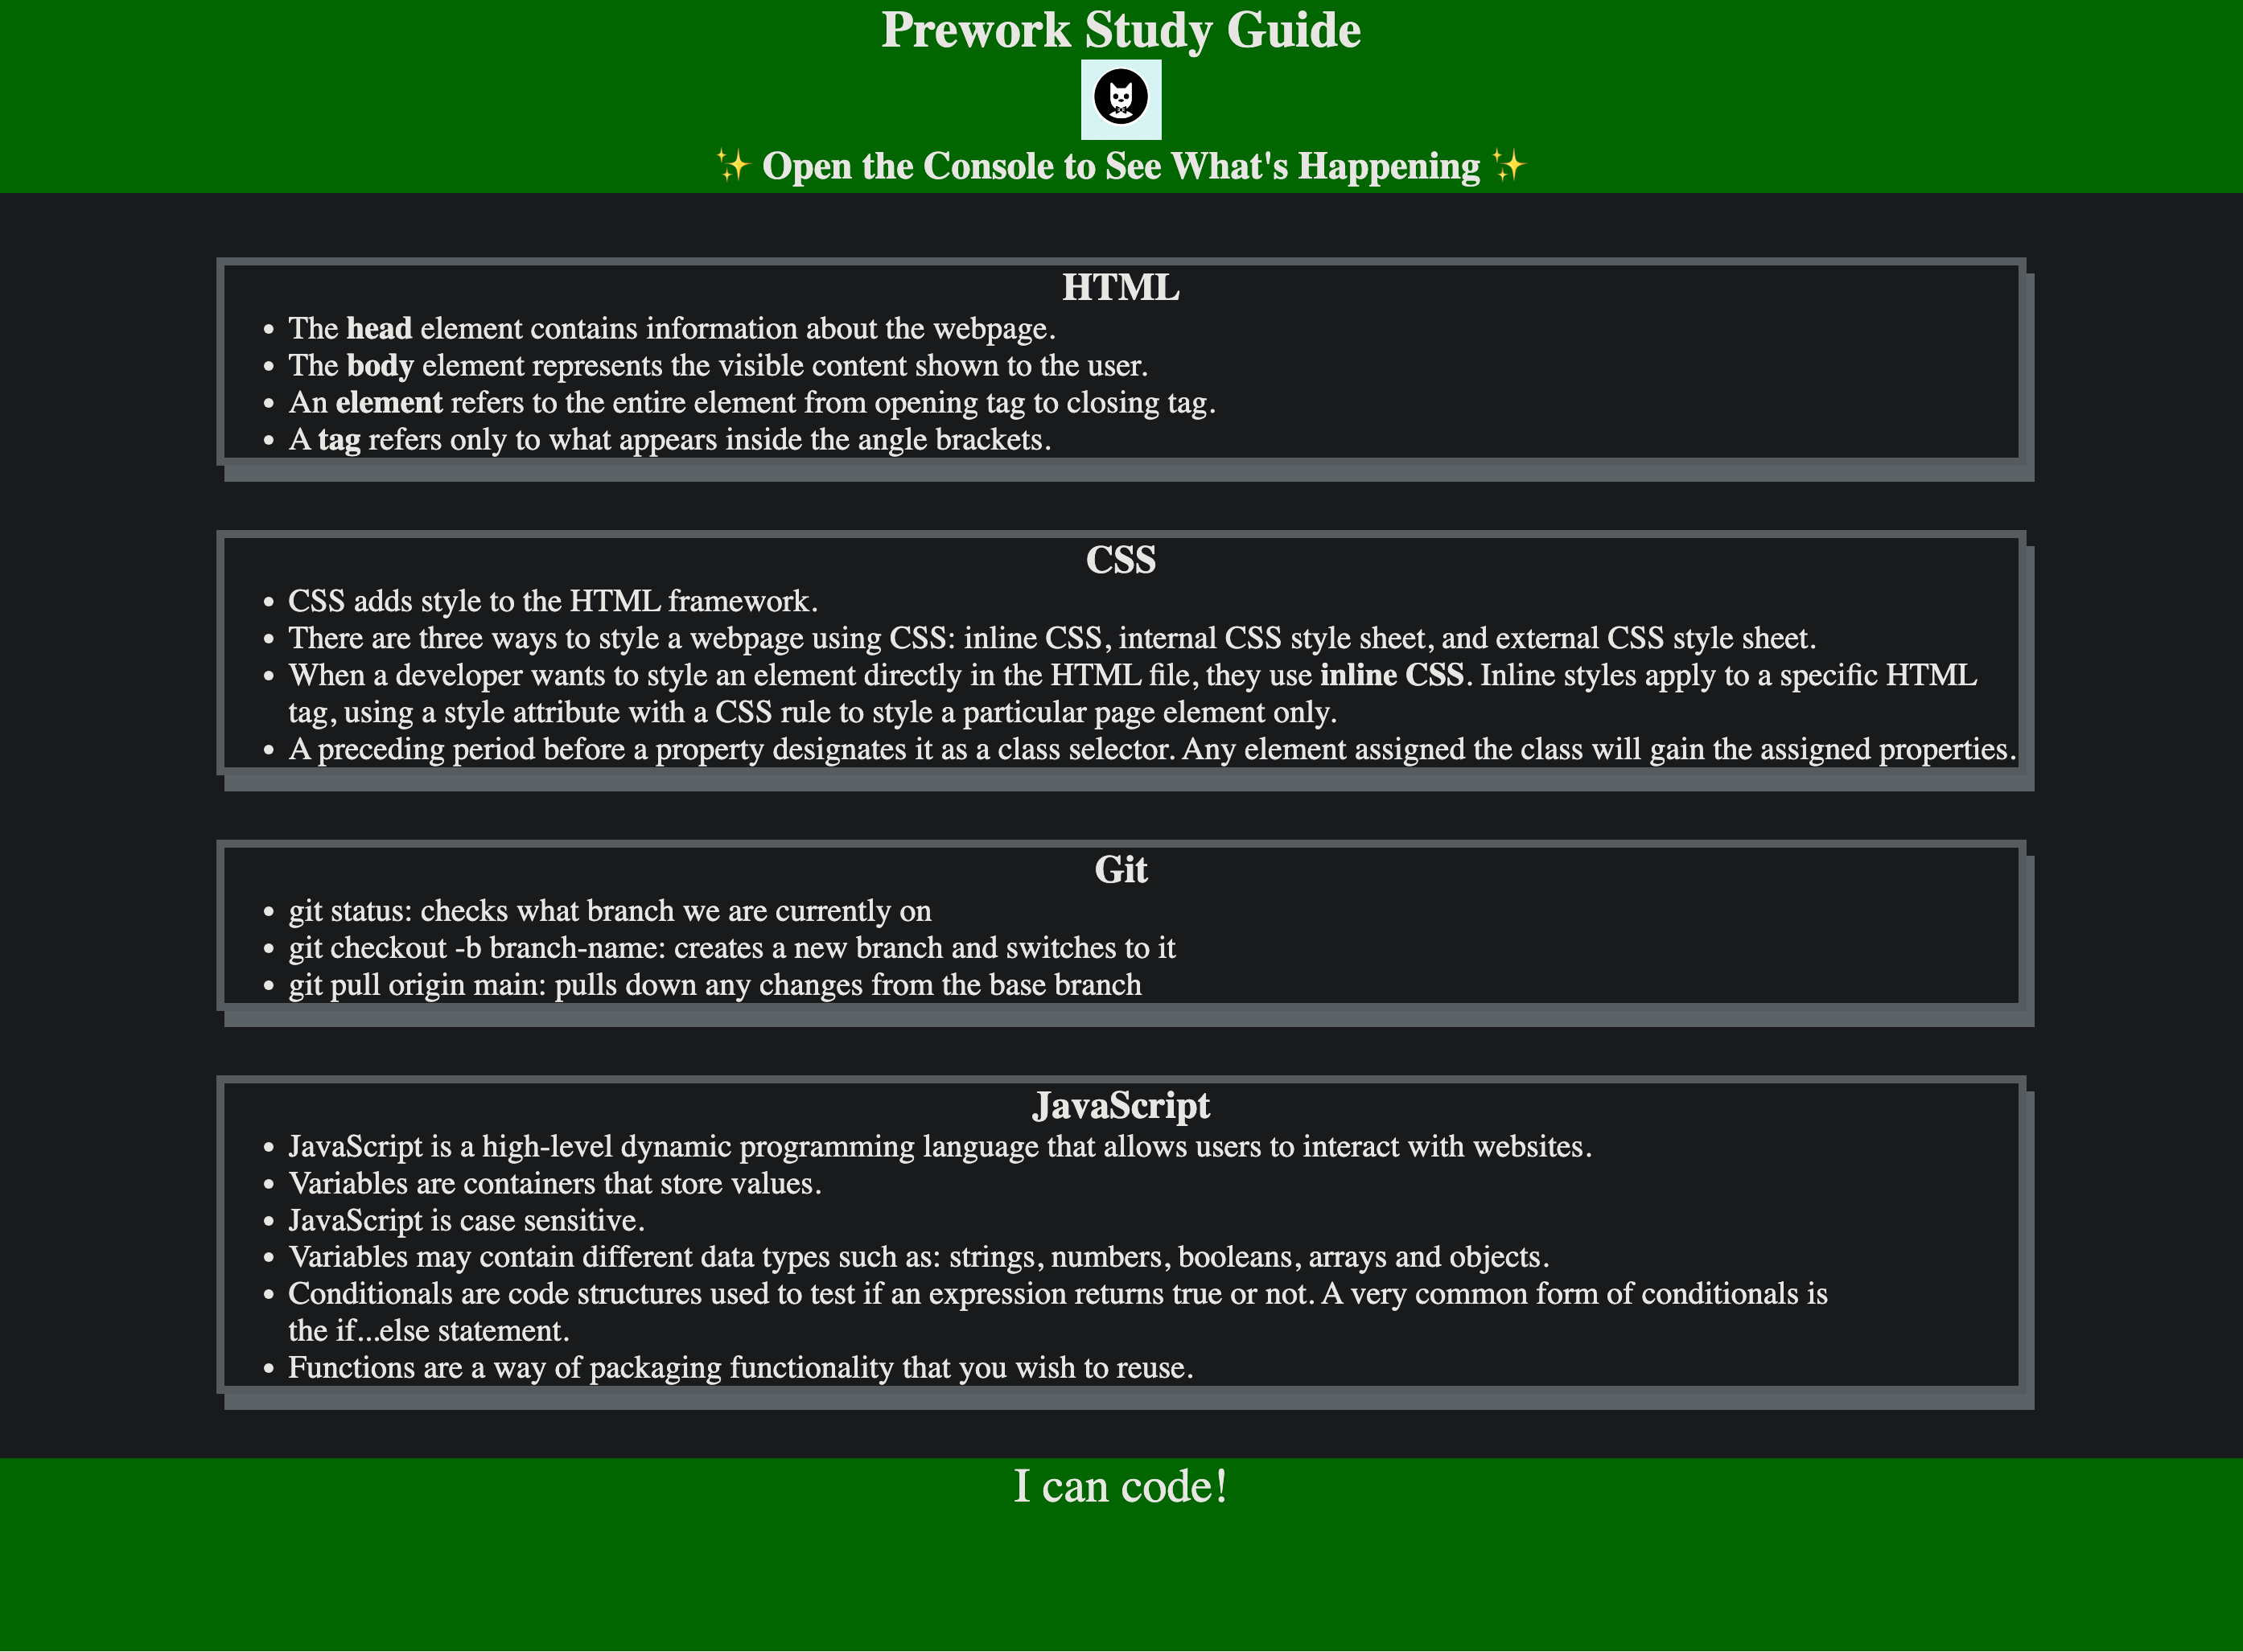 Prework Study Guide
✨ Open the Console to See What's Happening ✨
HTML
• The head element contains information about the webpage.
• The body element represents the visible content shown to the user.
• An element refers to the entire element from opening tag to closing tag.
• A tag refers only to what appears inside the angle brackets.
CSS
• CSS adds style to the HTML framework.
• There are three ways to style a webpage using CSS: inline CSS, internal CSS style sheet, and external CSS style sheet.
• When a developer wants to style an element directly in the HTML file, they use inline CSS. Inline styles apply to a specific HTML
tag, using a style attribute with a CSS rule to style a particular page element only.
• A preceding period before a property designates it as a class selector. Any element assigned the class will gain the assigned properties.
Git
• git status: checks what branch we are currently on
• git checkout -b branch-name: creates a new branch and switches to it
• git pull origin main: pulls down any changes from the base branch
JavaScript
• JavaScript is a high-level dynamic programming language that allows users to interact with websites.
• Variables are containers that store values.
• JavaScript is case sensitive.
• Variables may contain different data types such as: strings, numbers, booleans, arrays and objects.
• Conditionals are code structures used to test if an expression returns true or not. A very common form of conditionals is
the if...else statement.
• Functions are a way of packaging functionality that you wish to reuse.
I can code!